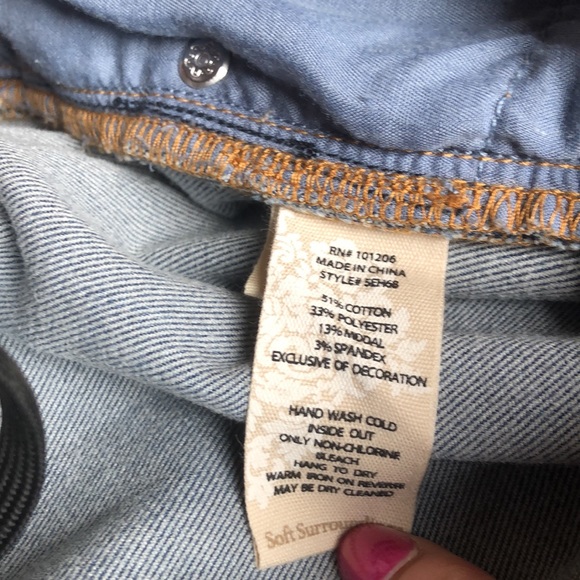 RN# 101206
MADE IN CHINA
STYLE# 5EH68
51% COTTON
33% POLYESTER
13% MODAL
3% SPANDEX
EXCLUSIVE OF DECORATION
HAND WASH COLD
INSIDE OUT
ONLY NON-CHLORINE
BLEACH
HANG TO DRY
WARM IRON ON REVERSE
MAY BE DRY CLEANED
Soft